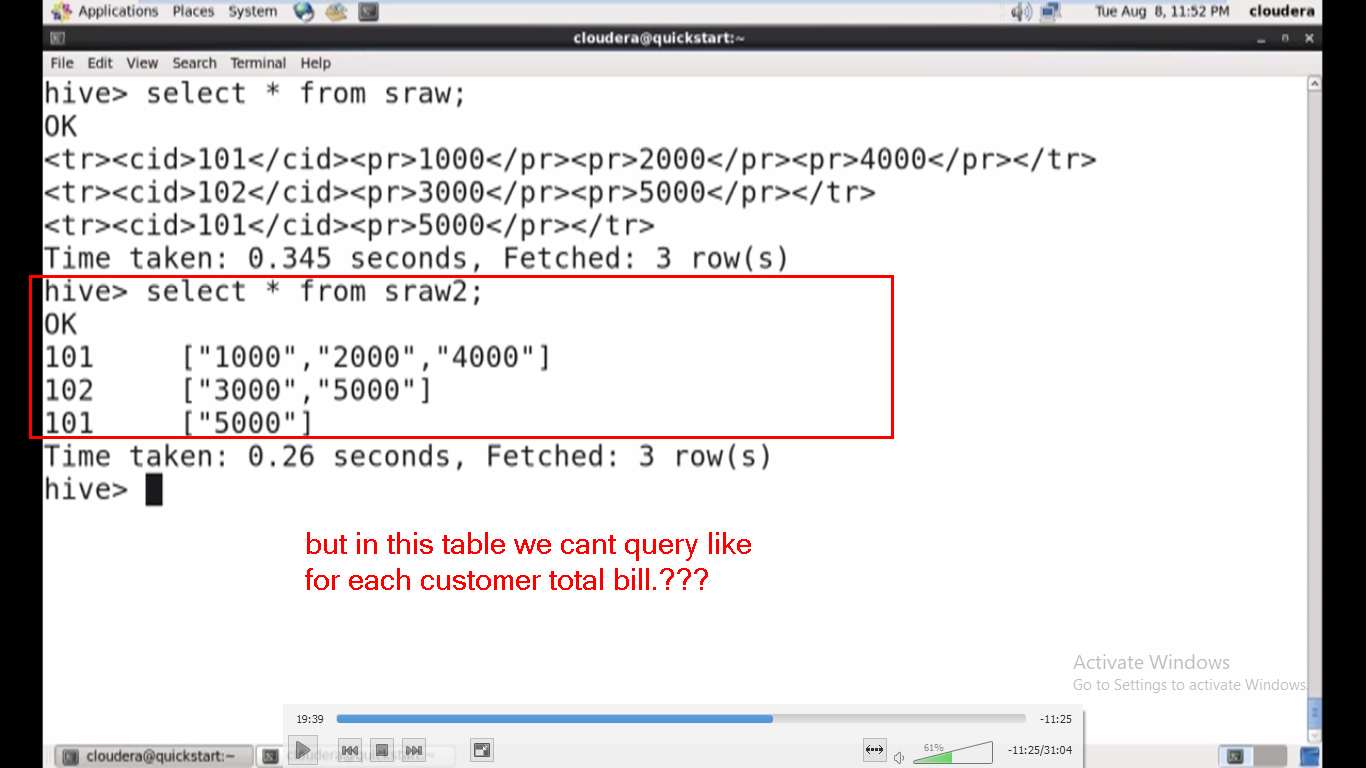 Applications Places System Tue Aug 8, 11:52 PM cloudera
cloudera@quickstart:~
File Edit View Search Terminal Help
hive> select * from sraw;
OK
<tr><cid>101</cid><pr>1000</pr><pr>2000</pr><pr>4000</pr></tr>
<tr><cid>102</cid><pr>3000</pr><pr>5000</pr></tr>
<tr><cid>101</cid><pr>5000</pr></tr>
Time taken: 0.345 seconds, Fetched: 3 row(s)
hive> select * from sraw2;
OK
101 ["1000","2000","4000"]
102 ["3000","5000"]
101 ["5000"]
Time taken: 0.26 seconds, Fetched: 3 row(s)
hive>
but in this table we cant query like
for each customer total bill.???
Activate Windows
Go to Settings to activate Windows.
19:39 -11:25
61% -11:25/31:04
cloudera@quickstart:~ cloudera@quickstart:~